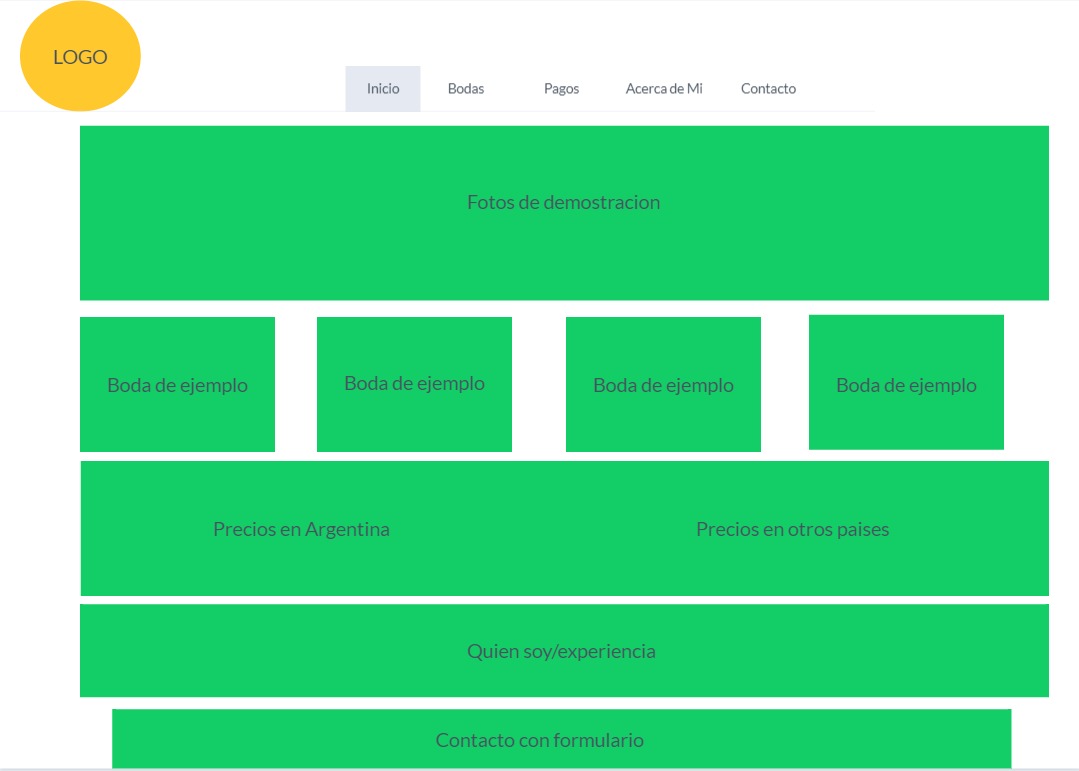 LOGO
Inicio Bodas Pagos Acerca de Mi Contacto
Fotos de demostracion
Boda de ejemplo Boda de ejemplo Boda de ejemplo Boda de ejemplo
Precios en Argentina Precios en otros paises
Quien soy/experiencia
Contacto con formulario